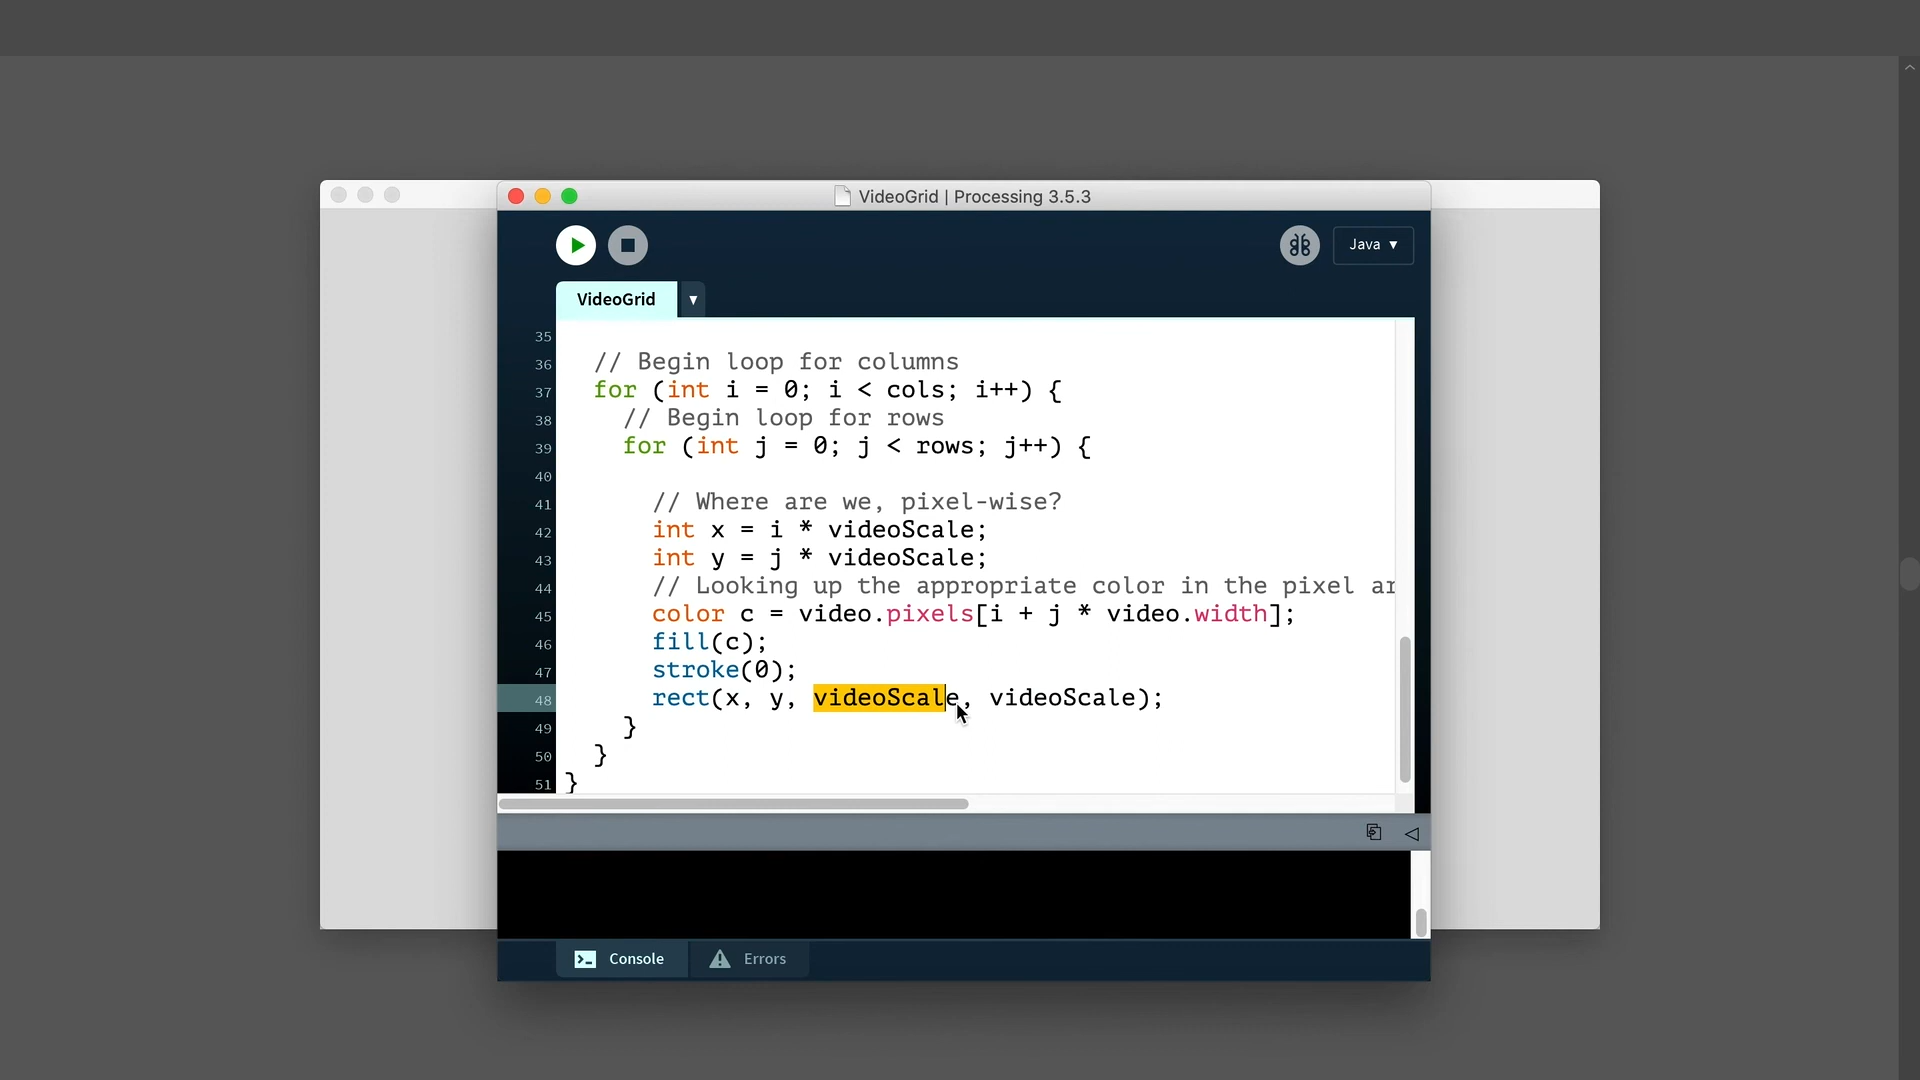 VideoGrid | Processing 3.5.3
Java ▼
VideoGrid ▼
35
36 // Begin loop for columns
37 for (int i = 0; i < cols; i++) {
38 // Begin loop for rows
39 for (int j = 0; j < rows; j++) {
40
41 // Where are we, pixel-wise?
42 int x = i * videoScale;
43 int y = j * videoScale;
44 // Looking up the appropriate color in the pixel ar
45 color c = video.pixels[i + j * video.width];
46 fill(c);
47 stroke(0);
48 rect(x, y, videoScale, videoScale);
49 }
50 }
51 }
Console Errors